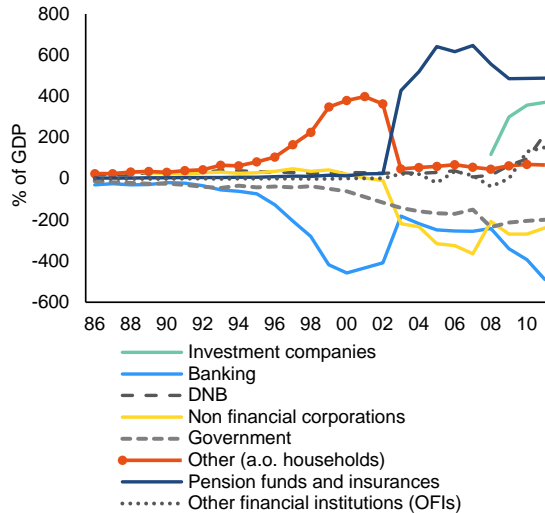 800
600
400
200
0
-200
-400
-600
% of GDP
86 88 90 92 94 96 98 00 02 04 06 08 10
Investment companies
Banking
DNB
Non financial corporations
Government
Other (a.o. households)
Pension funds and insurances
Other financial institutions (OFIs)